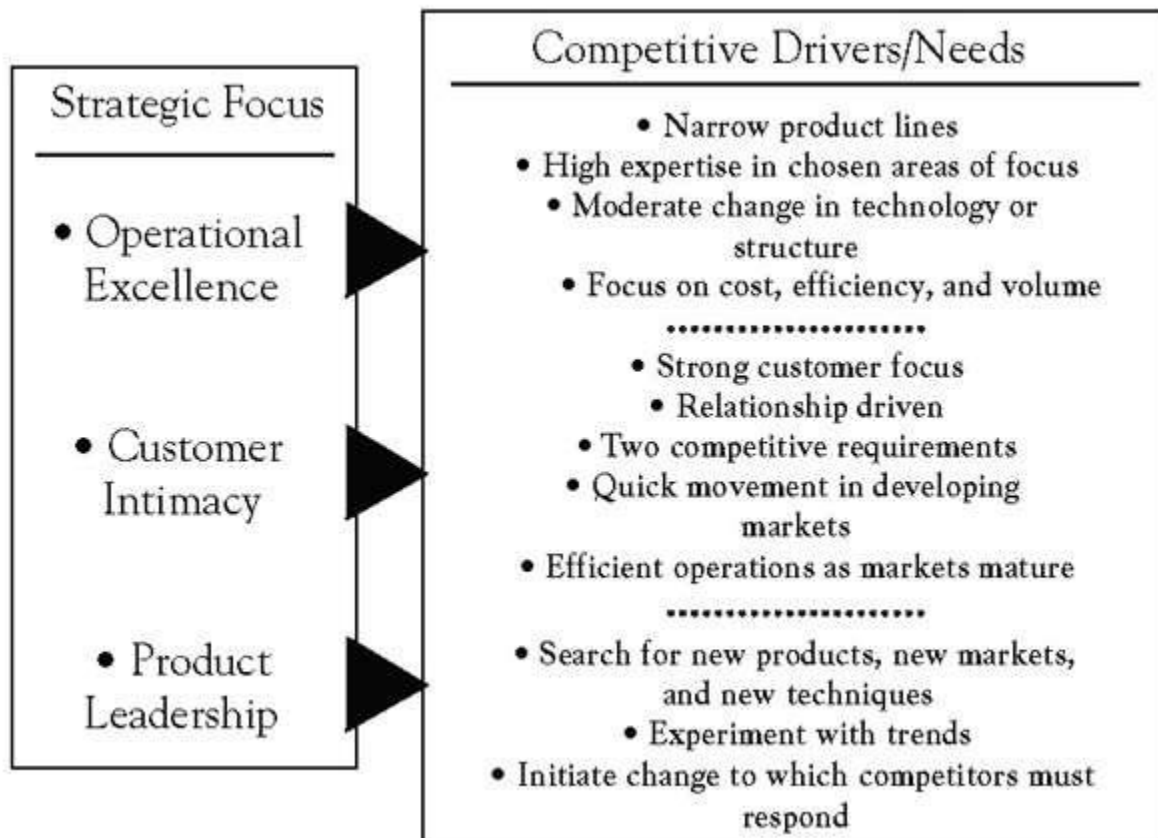 Strategic Focus
• Operational
Excellence
• Customer
Intimacy
• Product
Leadership
Competitive Drivers/Needs
• Narrow product lines
• High expertise in chosen areas of focus
• Moderate change in technology or
structure
• Focus on cost, efficiency, and volume
• Strong customer focus
• Relationship driven
• Two competitive requirements
• Quick movement in developing
markets
• Efficient operations as markets mature
• Search for new products, new markets,
and new techniques
• Experiment with trends
• Initiate change to which competitors must
respond